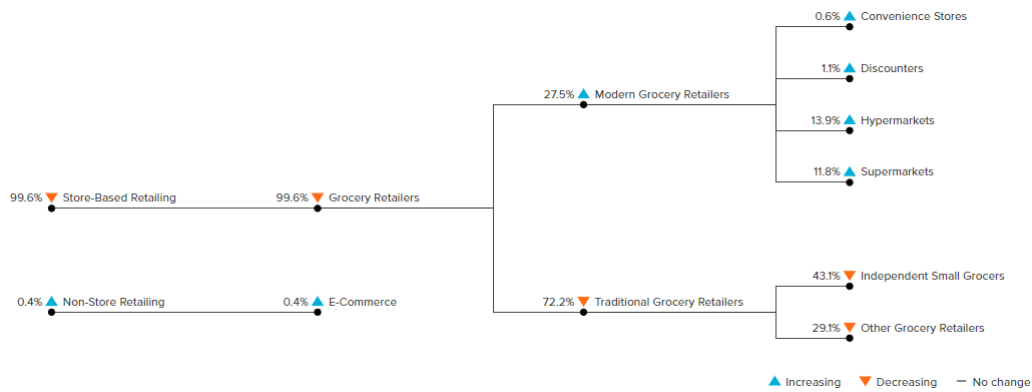 0.6% Convenience Stores
1.1% Discounters
27.5% Modern Grocery Retailers
13.9% Hypermarkets
11.8% Supermarkets
99.6% Store-Based Retailing
99.6% Grocery Retailers
43.1% Independent Small Grocers
0.4% Non-Store Retailing
0.4% E-Commerce
72.2% Traditional Grocery Retailers
29.1% Other Grocery Retailers
Increasing Decreasing No change